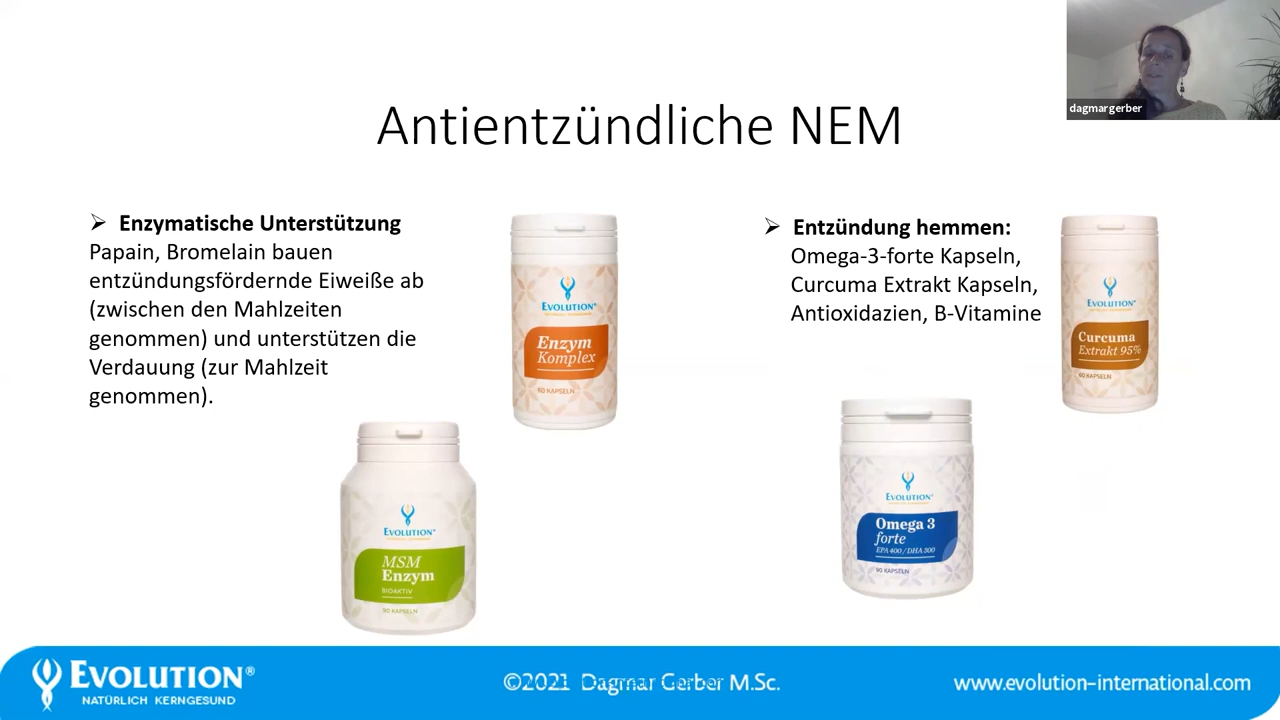 dagmargerber
Antientzündliche NEM
➢ Enzymatische Unterstützung
Papain, Bromelain bauen
entzündungsfördernde Eiweiße ab
(zwischen den Mahlzeiten
genommen) und unterstützen die
Verdauung (zur Mahlzeit
genommen).
➢ Entzündung hemmen:
Omega-3-forte Kapseln,
Curcuma Extrakt Kapseln,
Antioxidazien, B-Vitamine
EVOLUTION®
Enzym
Komplex
60 KAPSELN
EVOLUTION®
Curcuma
Extrakt 95%
60 KAPSELN
EVOLUTION®
MSM
Enzym
BIOAKTIV
90 KAPSELN
EVOLUTION®
Omega 3
forte
EPA 400 / DHA 300
90 KAPSELN
EVOLUTION®
NATÜRLICH KERNGESUND
©2021 Dagmar Gerber M.Sc.
www.evolution-international.com